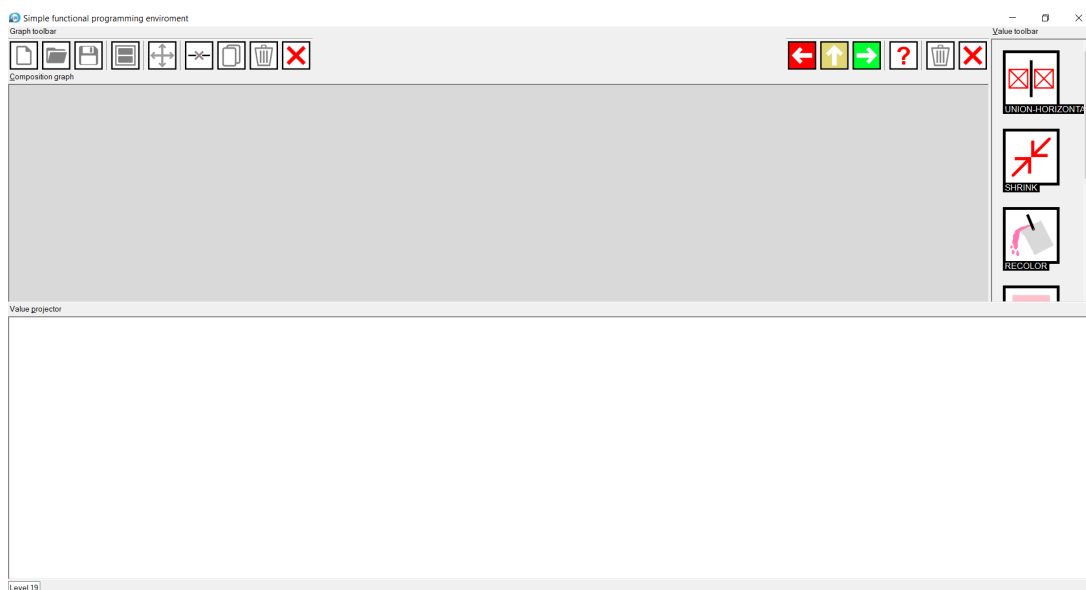 Simple functional programming enviroment
Graph toolbar
Value toolbar
?
Composition graph
UNION-HORIZONTA
SHRINK
RECOLOR
Value projector
Level 19